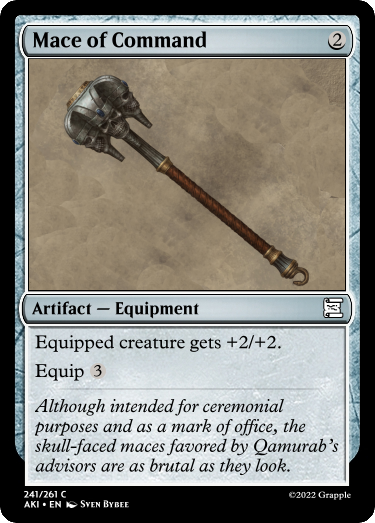 Mace of Command 2
Artifact — Equipment
Equipped creature gets +2/+2.
Equip 3
Although intended for ceremonial
purposes and as a mark of office, the
skull-faced maces favored by Qamurab's
advisors are as brutal as they look.
241/261 C
AKI • EN Sven Bybee
©2022 Grapple